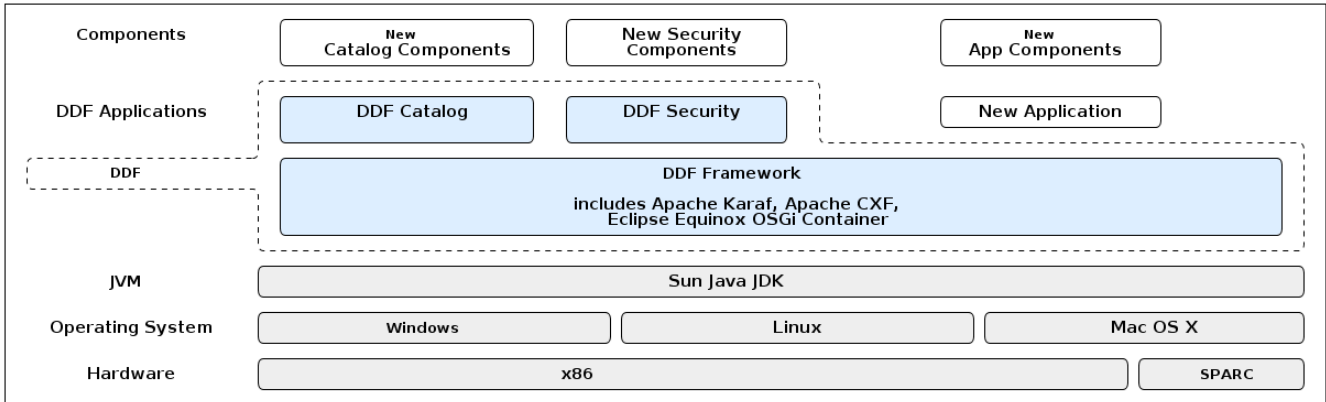 Components
New
Catalog Components
New Security
Components
New
App Components
DDF Applications
DDF Catalog
DDF Security
New Application
DDF
DDF Framework
includes Apache Karaf, Apache CXF,
Eclipse Equinox OSGi Container
JVM
Sun Java JDK
Operating System
Windows
Linux
Mac OS X
Hardware
x86
SPARC